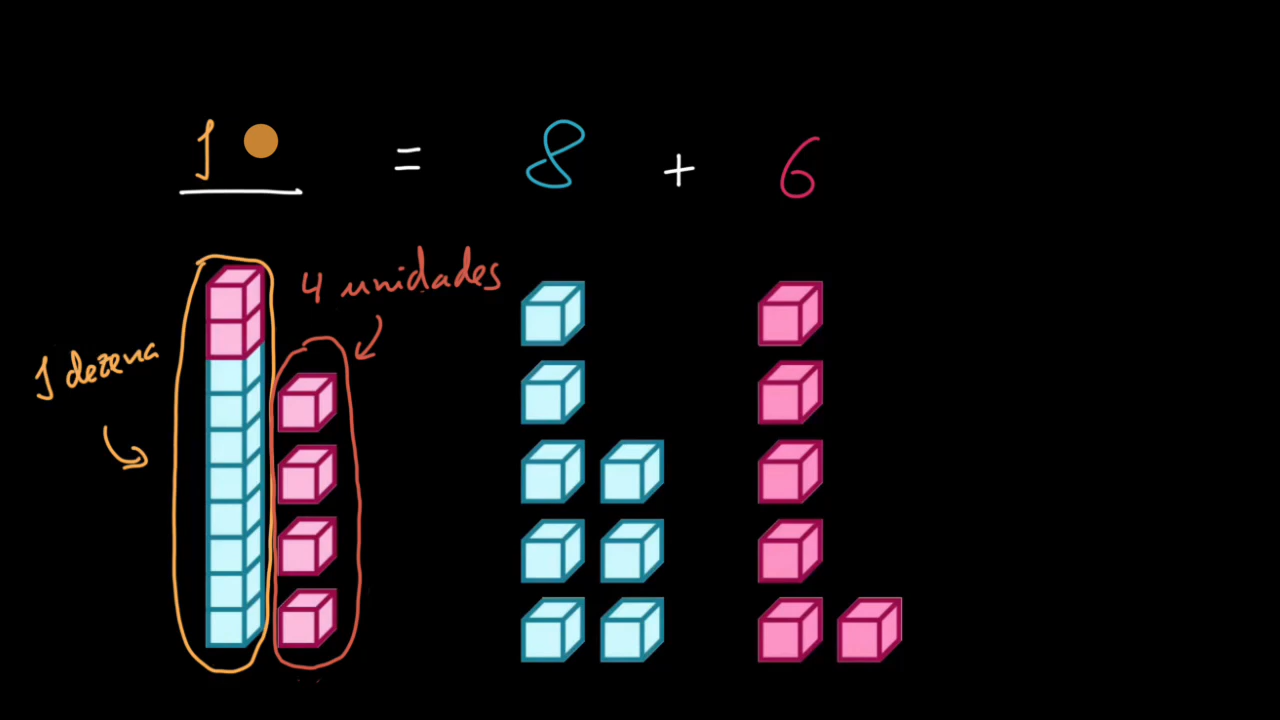 1 = 8 + 6
4 unidades
1 dezena